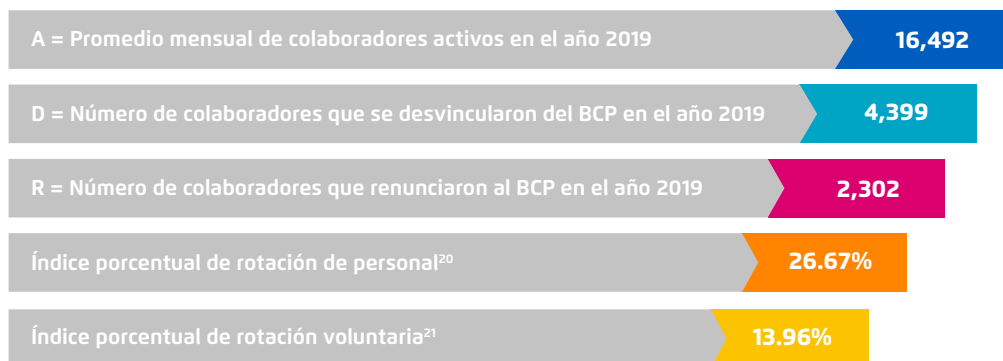 A = Promedio mensual de colaboradores activos en el año 2019 16,492
D = Número de colaboradores que se desvincularon del BCP en el año 2019 4,399
R = Número de colaboradores que renunciaron al BCP en el año 2019 2,302
Índice porcentual de rotación de personal²⁰ 26.67%
Índice porcentual de rotación voluntaria²¹ 13.96%